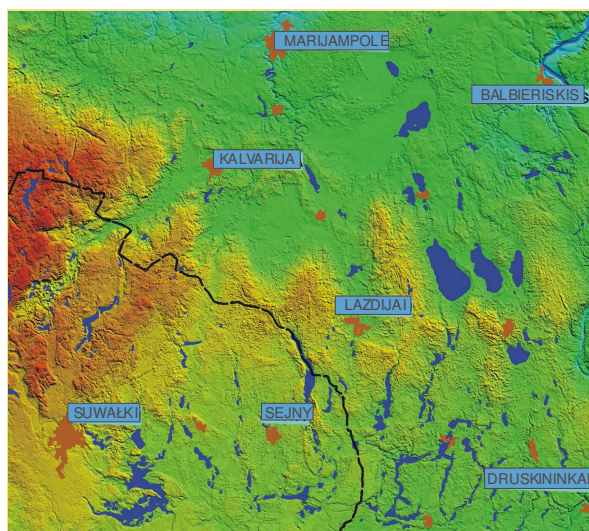 MARIJAMPOLE
BALBIERISKIS
KALVARIJA
LAZDIJAI
SUWAŁKI
SEJNY
DRUSKININKAI